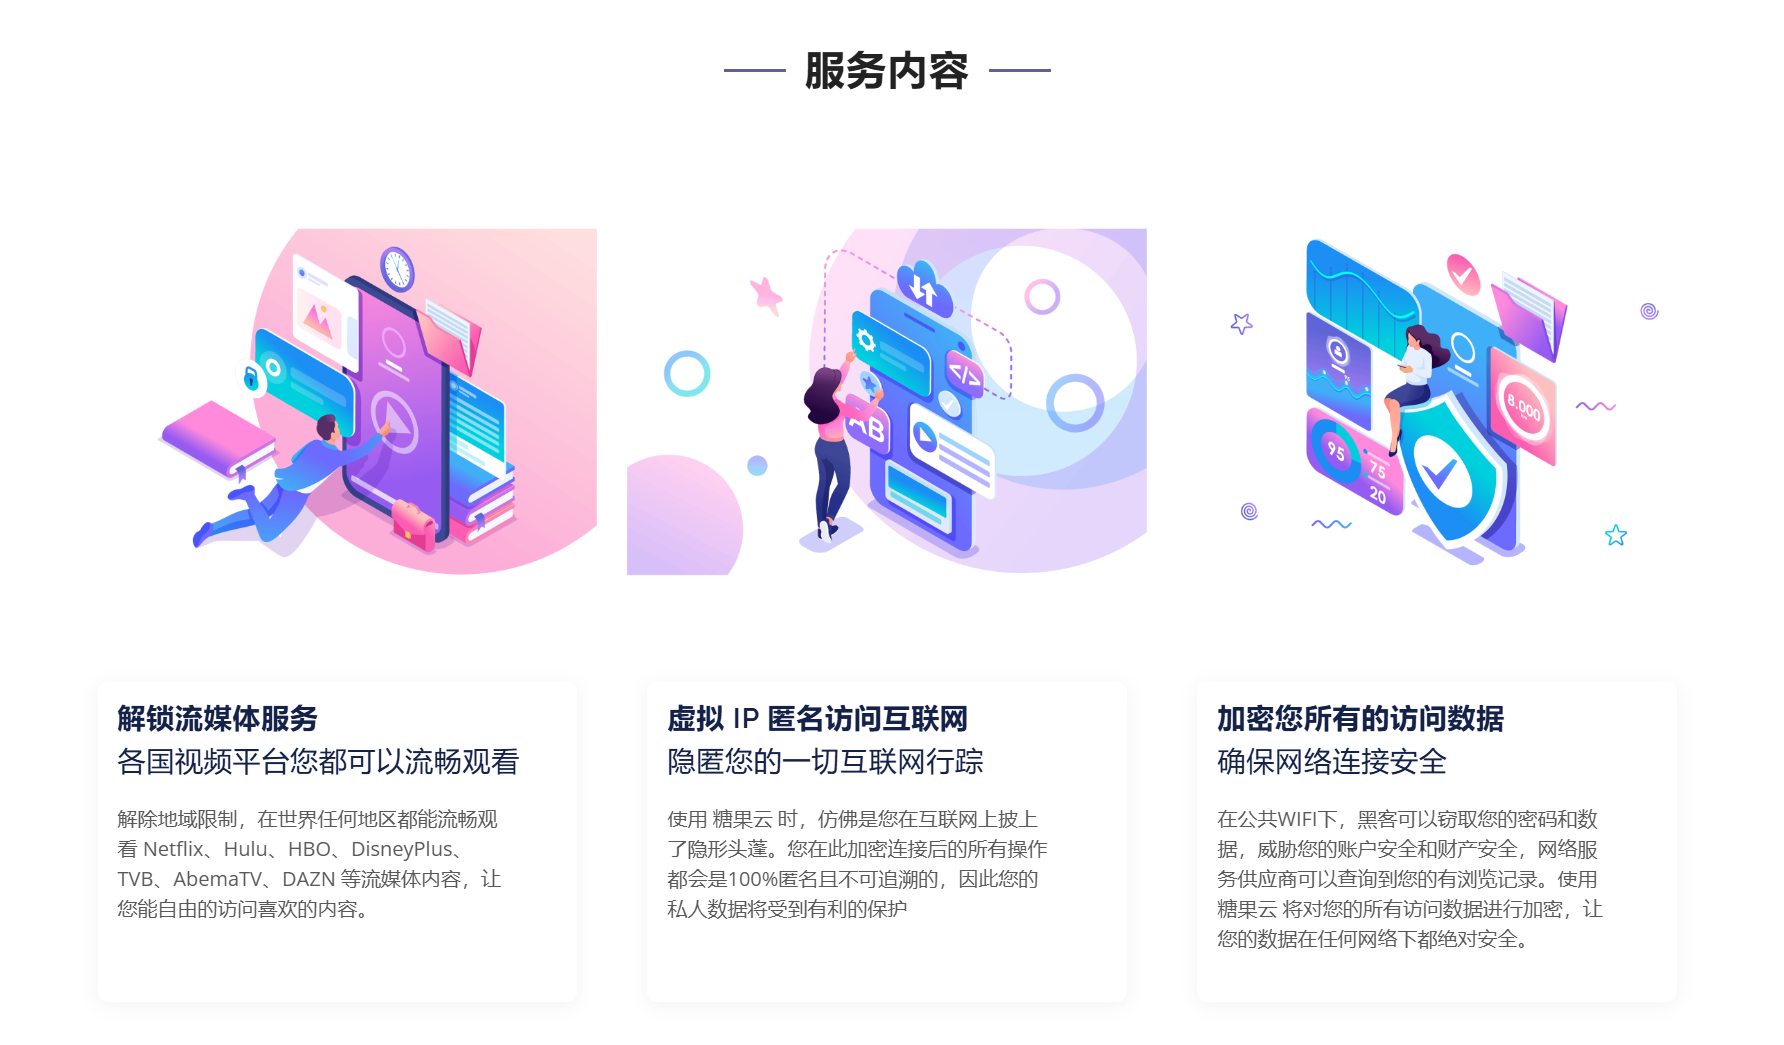 服务内容
</>
AB
8.000
95
75
20
解锁流媒体服务
各国视频平台您都可以流畅观看
解除地域限制，在世界任何地区都能流畅观
看 Netflix、Hulu、HBO、DisneyPlus、
TVB、AbemaTV、DAZN 等流媒体内容，让
您能自由的访问喜欢的内容。
虚拟 IP 匿名访问互联网
隐匿您的一切互联网行踪
使用 糖果云 时，仿佛是您在互联网上披上
了隐形头蓬。您在此加密连接后的所有操作
都会是100%匿名且不可追溯的，因此您的
私人数据将受到有利的保护
加密您所有的访问数据
确保网络连接安全
在公共WIFI下，黑客可以窃取您的密码和数
据，威胁您的账户安全和财产安全，网络服
务供应商可以查询到您的有浏览记录。使用
糖果云 将对您的所有访问数据进行加密，让
您的数据在任何网络下都绝对安全。